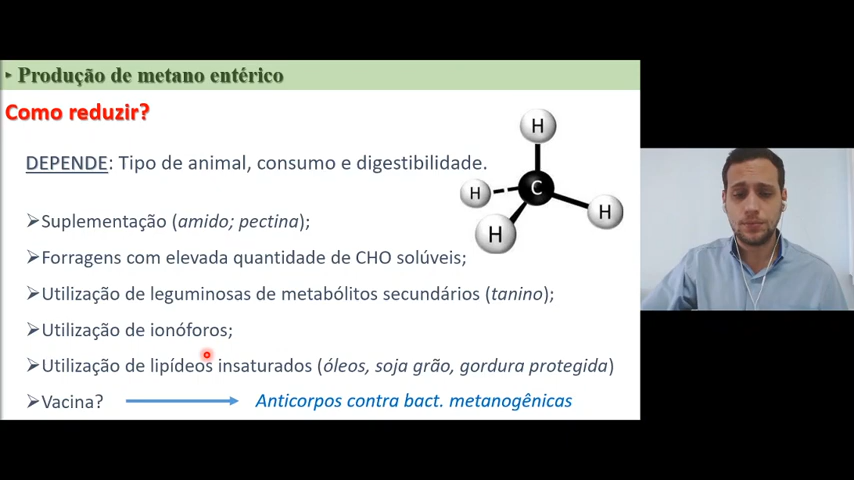 Produção de metano entérico
Como reduzir?
DEPENDE: Tipo de animal, consumo e digestibilidade.
Suplementação (amido; pectina);
Forragens com elevada quantidade de CHO solúveis;
Utilização de leguminosas de metabólitos secundários (tanino);
Utilização de ionóforos;
Utilização de lipídeos insaturados (óleos, soja grão, gordura protegida)
Vacina? Anticorpos contra bact. metanogênicas
H
H
C
H
H